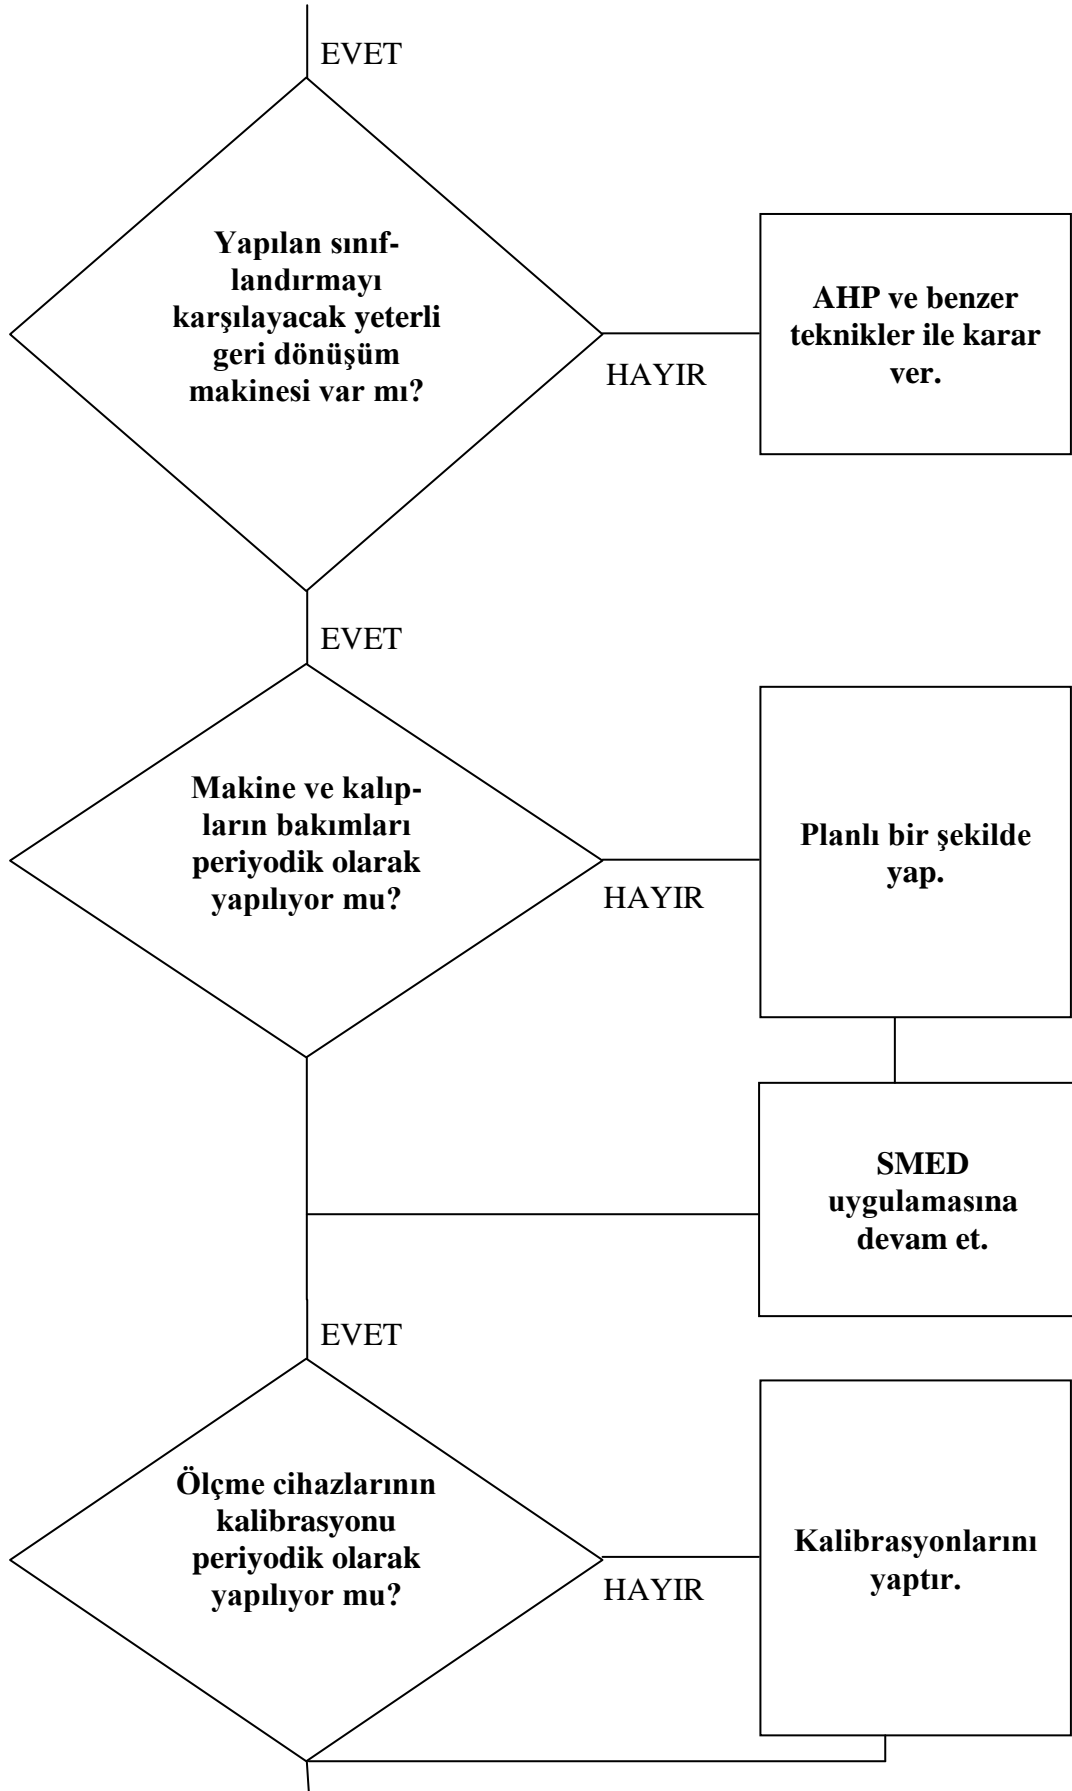 EVET
Yapılan sınıf-
landırmayı
karşılayacak yeterli
geri dönüşüm
makinesi var mı?
HAYIR
AHP ve benzer
teknikler ile karar
ver.
EVET
Makine ve kalıp-
ların bakımları
periyodik olarak
yapılıyor mu?
HAYIR
Planlı bir şekilde
yap.
SMED
uygulamasına
devam et.
EVET
Ölçme cihazlarının
kalibrasyonu
periyodik olarak
yapılıyor mu?
HAYIR
Kalibrasyonlarını
yaptır.